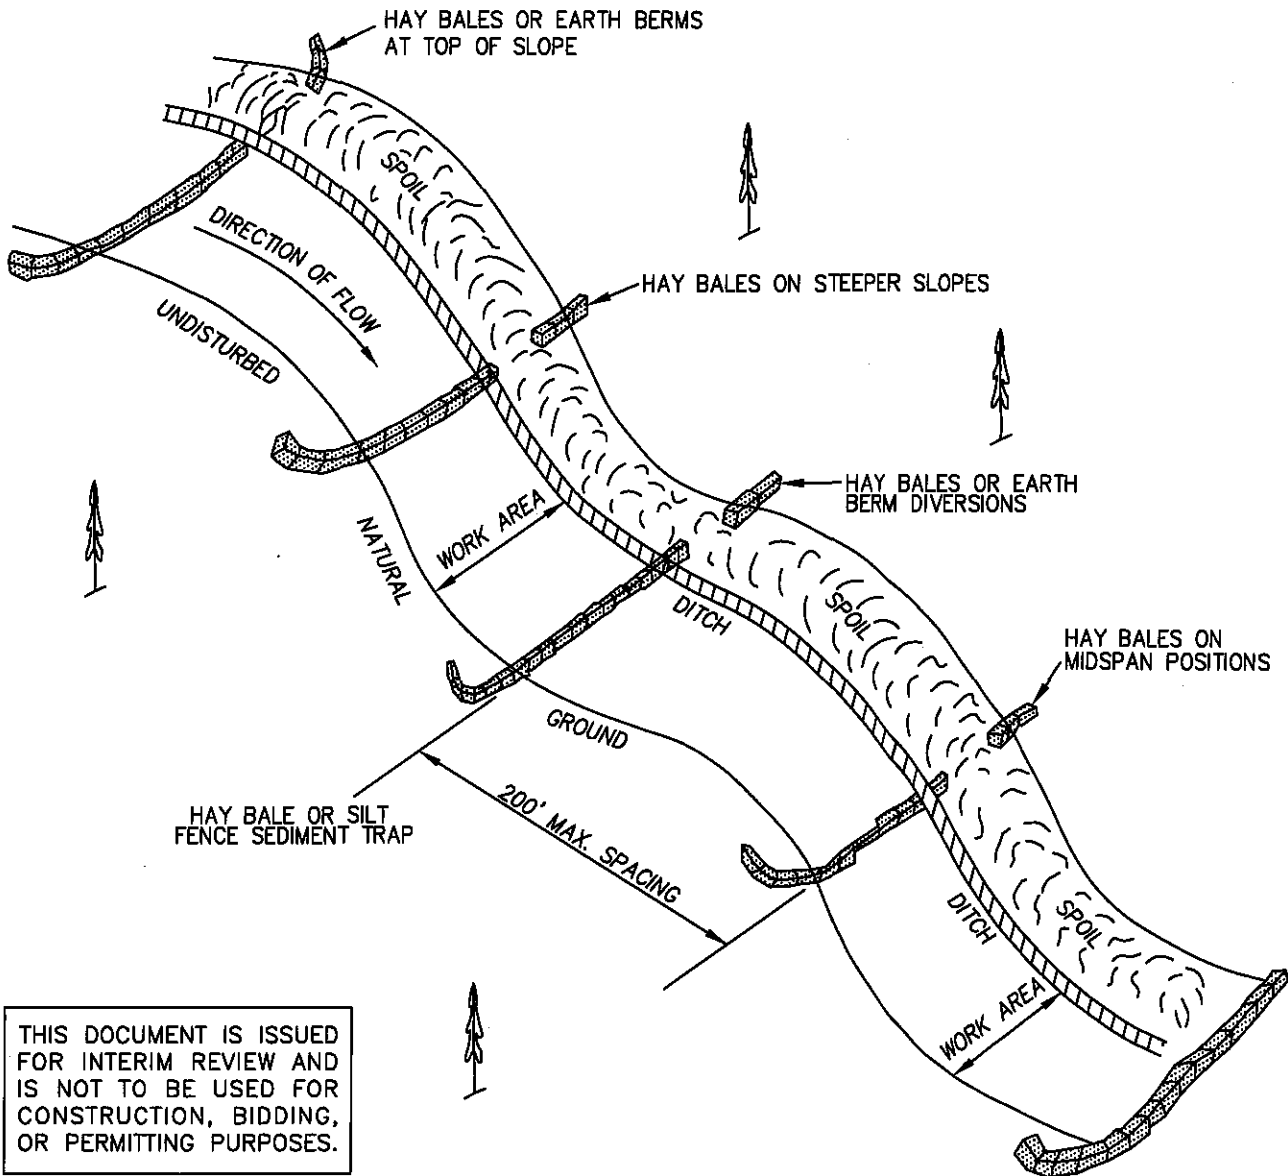 HAY BALES OR EARTH BERMS
AT TOP OF SLOPE
SPOIL
DIRECTION OF FLOW
HAY BALES ON STEEPER SLOPES
UNDISTURBED
HAY BALES OR EARTH
BERM DIVERSIONS
WORK AREA
NATURAL
DITCH
SPOIL
HAY BALES ON
MIDSPAN POSITIONS
GROUND
HAY BALE OR SILT
FENCE SEDIMENT TRAP
200' MAX. SPACING
DITCH
SPOIL
WORK AREA
THIS DOCUMENT IS ISSUED
FOR INTERIM REVIEW AND
IS NOT TO BE USED FOR
CONSTRUCTION, BIDDING,
OR PERMITTING PURPOSES.